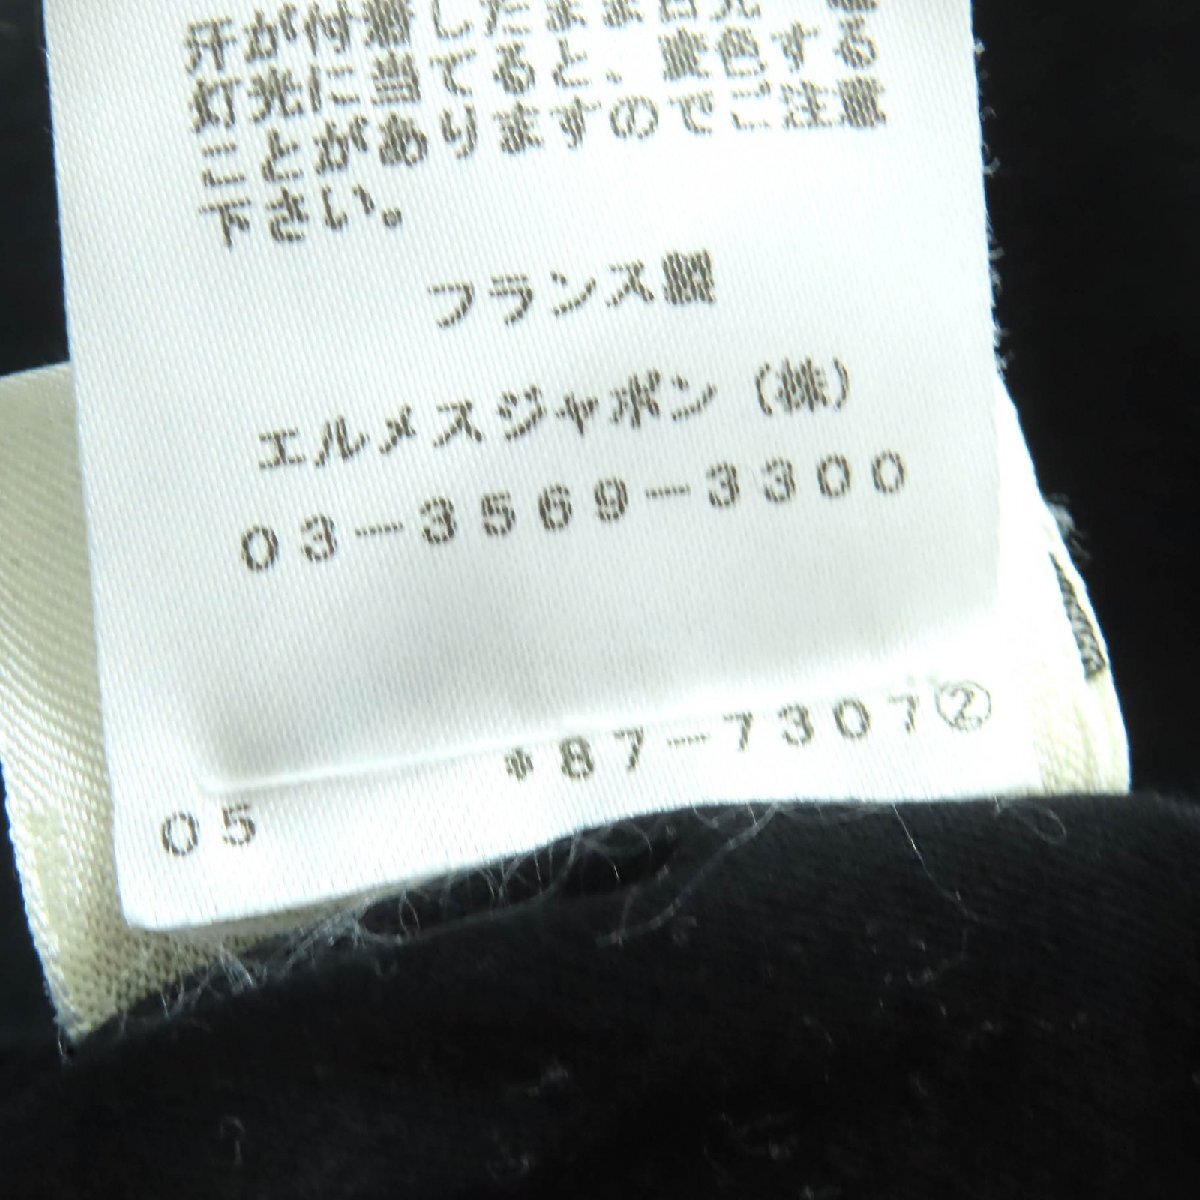 汗が付着したまま日光
灯光に当てると、変色する
ことがありますのでご注意
下さい。
フランス製
エルメスジャポン（株）
03-3569-3300
*87-7307②
05